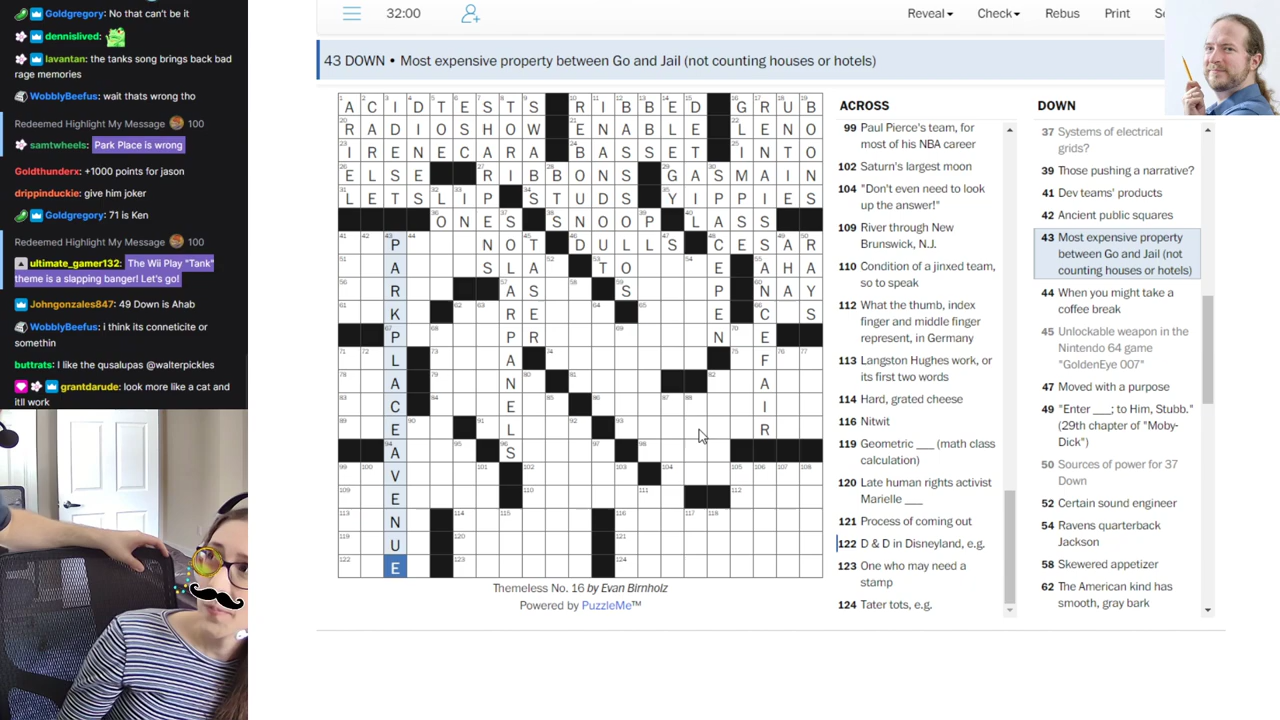 Goldgregory: No that can't be it
dennislived:
lavantan: the tanks song brings back bad
rage memories
WobblyBeefus: wait thats wrong tho
Redeemed Highlight My Message 100
samtwheels: Park Place is wrong
Goldthunderx: +1000 points for jason
drippinduckie: give him joker
Goldgregory: 71 is Ken
Redeemed Highlight My Message 100
ultimate_gamer132: The Wii Play "Tank"
theme is a slapping banger! Let's go!
Johngonzales847: 49 Down is Ahab
WobblyBeefus: i think its conneticite or
somethin
buttrats: I like the qusalupas @walterpickles
grantdarude: look more like a cat and
itll work
32:00
Reveal
Check
Rebus
Print
43 DOWN • Most expensive property between Go and Jail (not counting houses or hotels)
A C I D T E S T S R I B B E D G R U B
R A D I O S H O W E N A B L E L E N O
I R E N E C A R A B A S S E T I N T O
E L S E R I B B O N S G A S M A I N
L E T S L I P S T U D S Y I P P I E S
O N E S S N O O P L A S S
P N O T D U L L S C E S A R
A S L A T O E A H A
R A S S P N A Y
K R E E C S
P P R N E
L A F
A N A
C E I
E L R
A S
V
E
N
U
E
Themeless No. 16 by Evan Birnholz
Powered by PuzzleMe™
ACROSS
99 Paul Pierce's team, for
most of his NBA career
102 Saturn's largest moon
104 "Don't even need to look
up the answer!"
109 River through New
Brunswick, N.J.
110 Condition of a jinxed team,
so to speak
112 What the thumb, index
finger and middle finger
represent, in Germany
113 Langston Hughes work, or
its first two words
114 Hard, grated cheese
116 Nitwit
119 Geometric ___ (math class
calculation)
120 Late human rights activist
Marielle ___
121 Process of coming out
122 D & D in Disneyland, e.g.
123 One who may need a
stamp
124 Tater tots, e.g.
DOWN
37 Systems of electrical
grids?
39 Those pushing a narrative?
41 Dev teams' products
42 Ancient public squares
43 Most expensive property
between Go and Jail (not
counting houses or hotels)
44 When you might take a
coffee break
45 Unlockable weapon in the
Nintendo 64 game
"GoldenEye 007"
47 Moved with a purpose
49 "Enter ___; to Him, Stubb."
(29th chapter of "Moby-
Dick")
50 Sources of power for 37
Down
52 Certain sound engineer
54 Ravens quarterback
Jackson
58 Skewered appetizer
62 The American kind has
smooth, gray bark